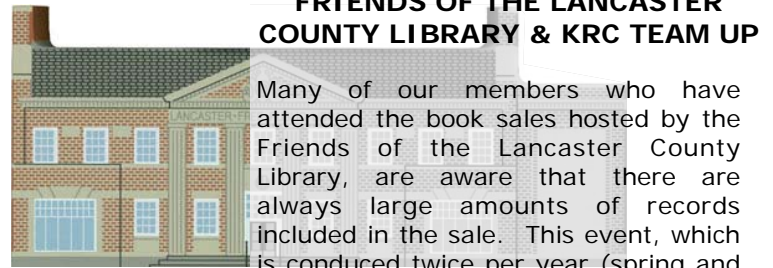 FRIENDS OF THE LANCASTER
COUNTY LIBRARY & KRC TEAM UP
LANCASTER FR
Many of our members who have
attended the book sales hosted by the
Friends of the Lancaster County
Library, are aware that there are
always large amounts of records
included in the sale. This event, which
is conduced twice per year (spring and